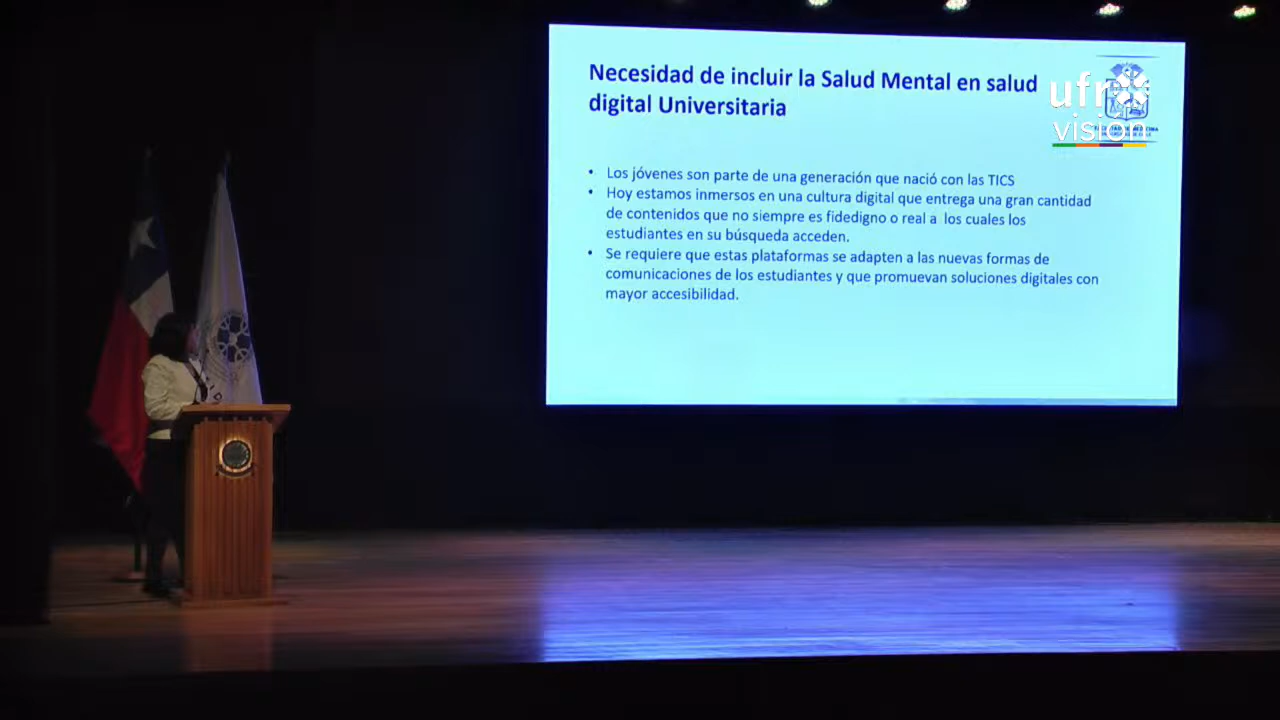 Necesidad de incluir la Salud Mental en salud
digital Universitaria
ufro
visión
• Los jóvenes son parte de una generación que nació con las TICS
• Hoy estamos inmersos en una cultura digital que entrega una gran cantidad
de contenidos que no siempre es fidedigno o real a los cuales los
estudiantes en su búsqueda acceden.
• Se requiere que estas plataformas se adapten a las nuevas formas de
comunicaciones de los estudiantes y que promuevan soluciones digitales con
mayor accesibilidad.